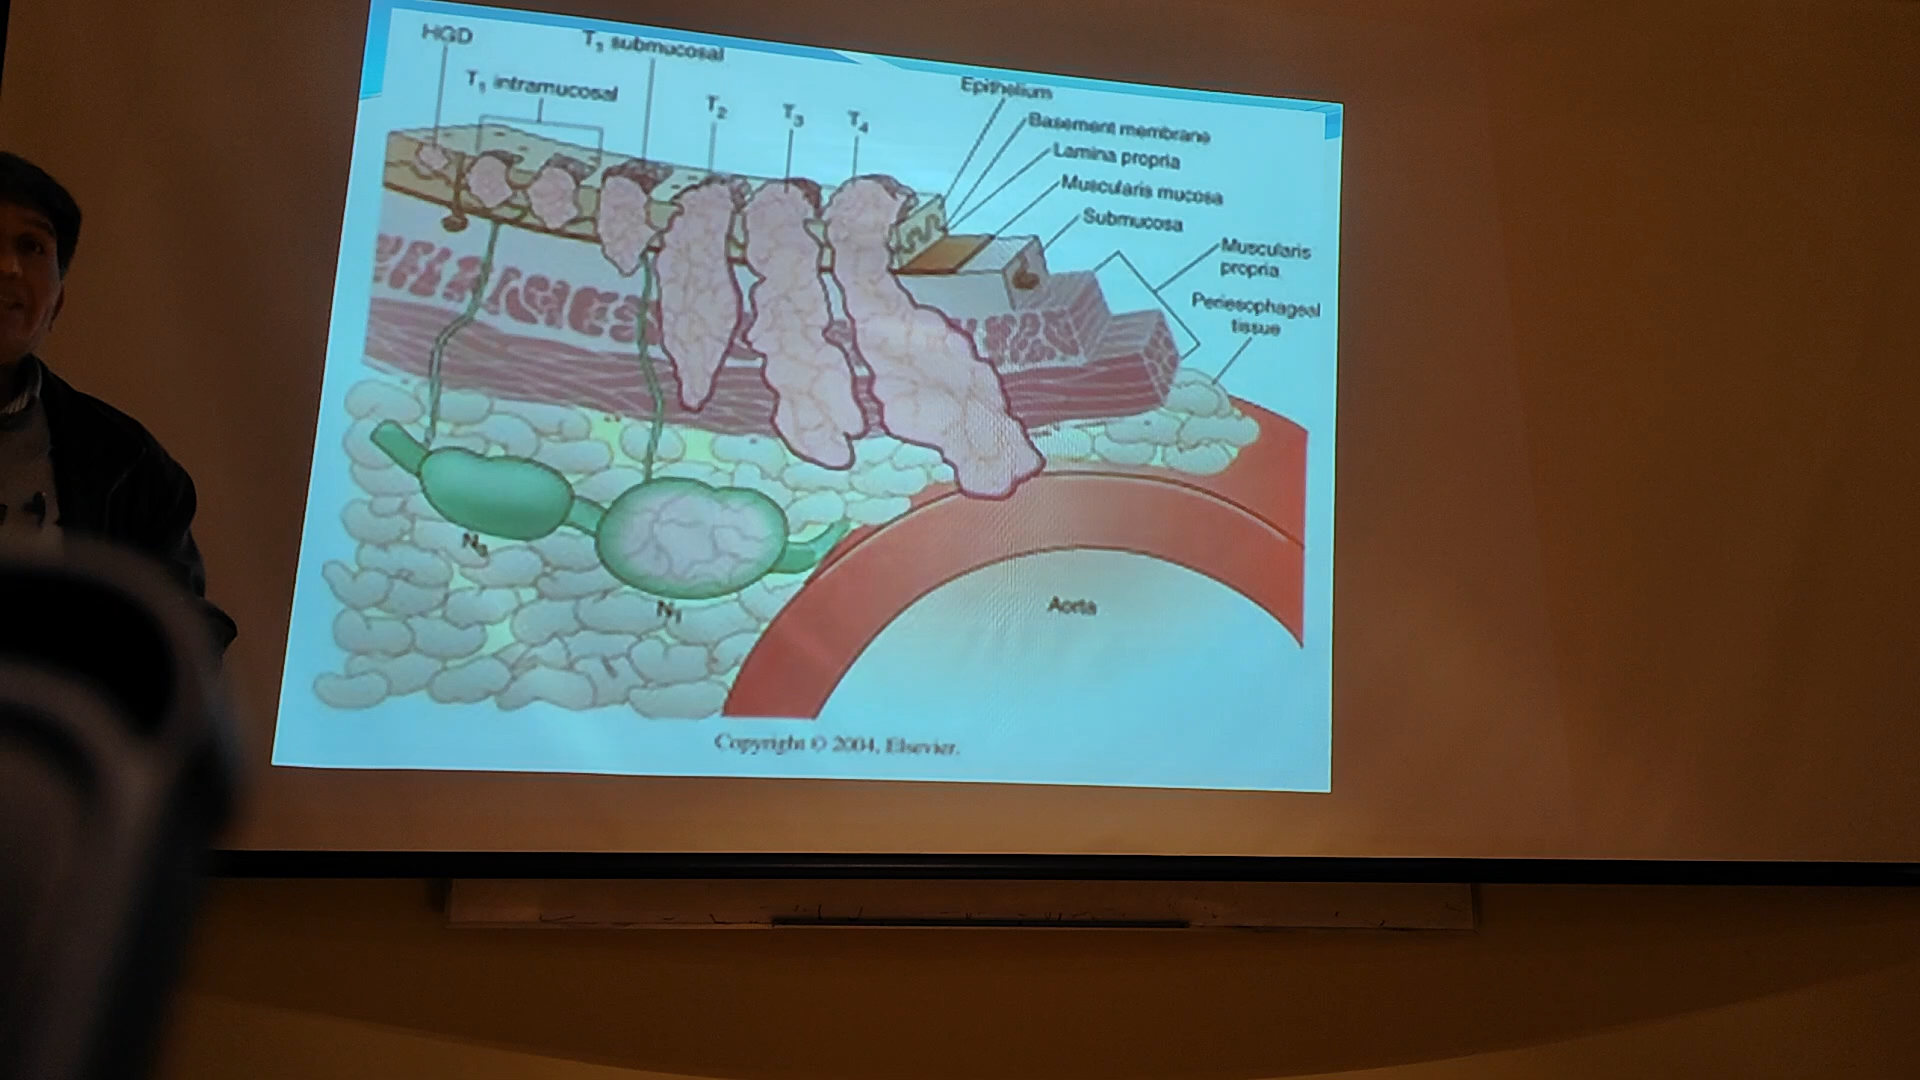 HGD
T1 submucosal
T1 intramucosal
T2
T3
T4
Epithelium
Basement membrane
Lamina propria
Muscularis mucosa
Submucosa
Muscularis
propria
Periesophageal
tissue
N1
Aorta
Copyright © 2004, Elsevier.